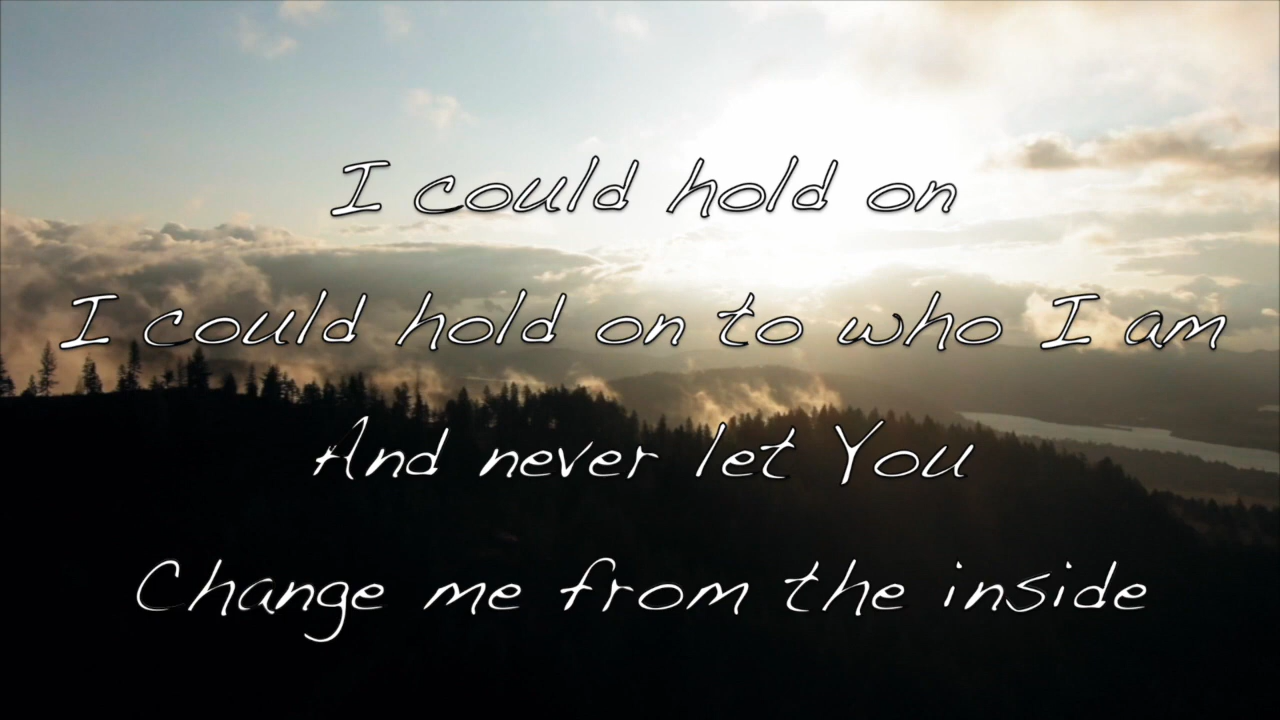 I could hold on
I could hold on to who I am
And never let You
Change me from the inside